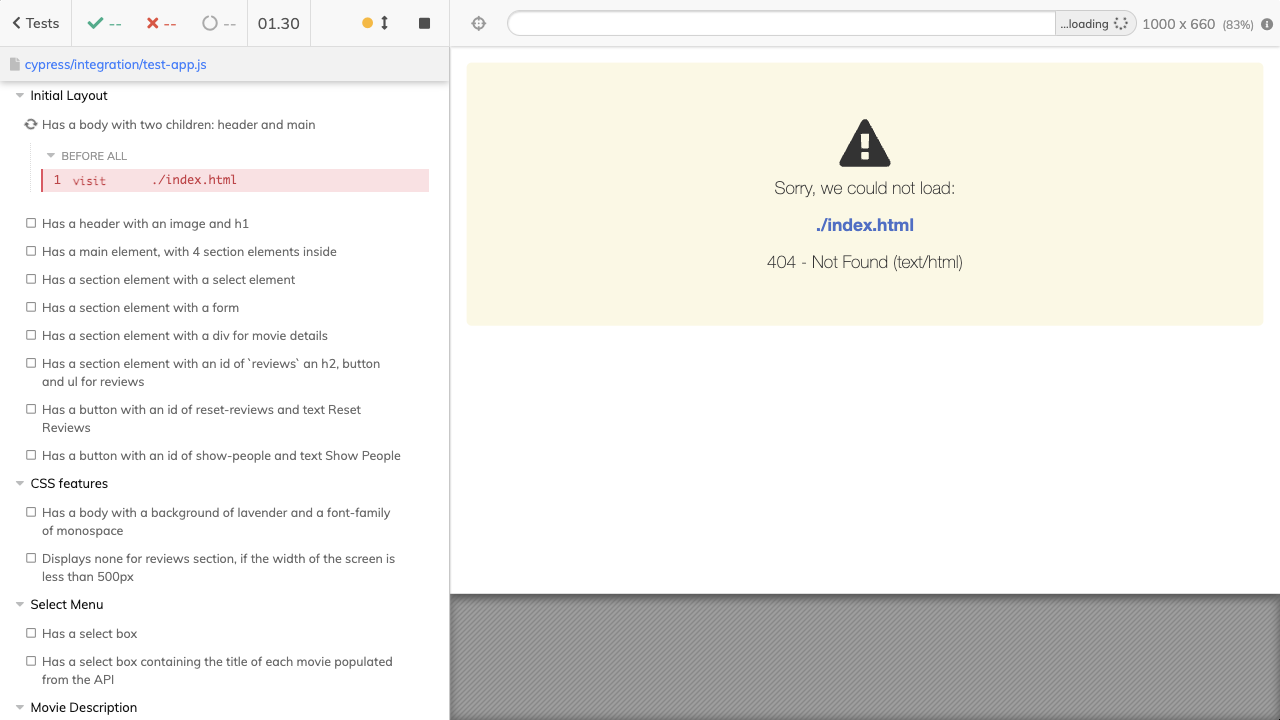 Tests
--
--
--
01.30
...loading
1000 x 660 (83%)
cypress/integration/test-app.js
Initial Layout
Has a body with two children: header and main
BEFORE ALL
1 visit ./index.html
Has a header with an image and h1
Has a main element, with 4 section elements inside
Has a section element with a select element
Has a section element with a form
Has a section element with a div for movie details
Has a section element with an id of `reviews` an h2, button
and ul for reviews
Has a button with an id of reset-reviews and text Reset
Reviews
Has a button with an id of show-people and text Show People
CSS features
Has a body with a background of lavender and a font-family
of monospace
Displays none for reviews section, if the width of the screen is
less than 500px
Select Menu
Has a select box
Has a select box containing the title of each movie populated
from the API
Movie Description
Sorry, we could not load:
./index.html
404 - Not Found (text/html)